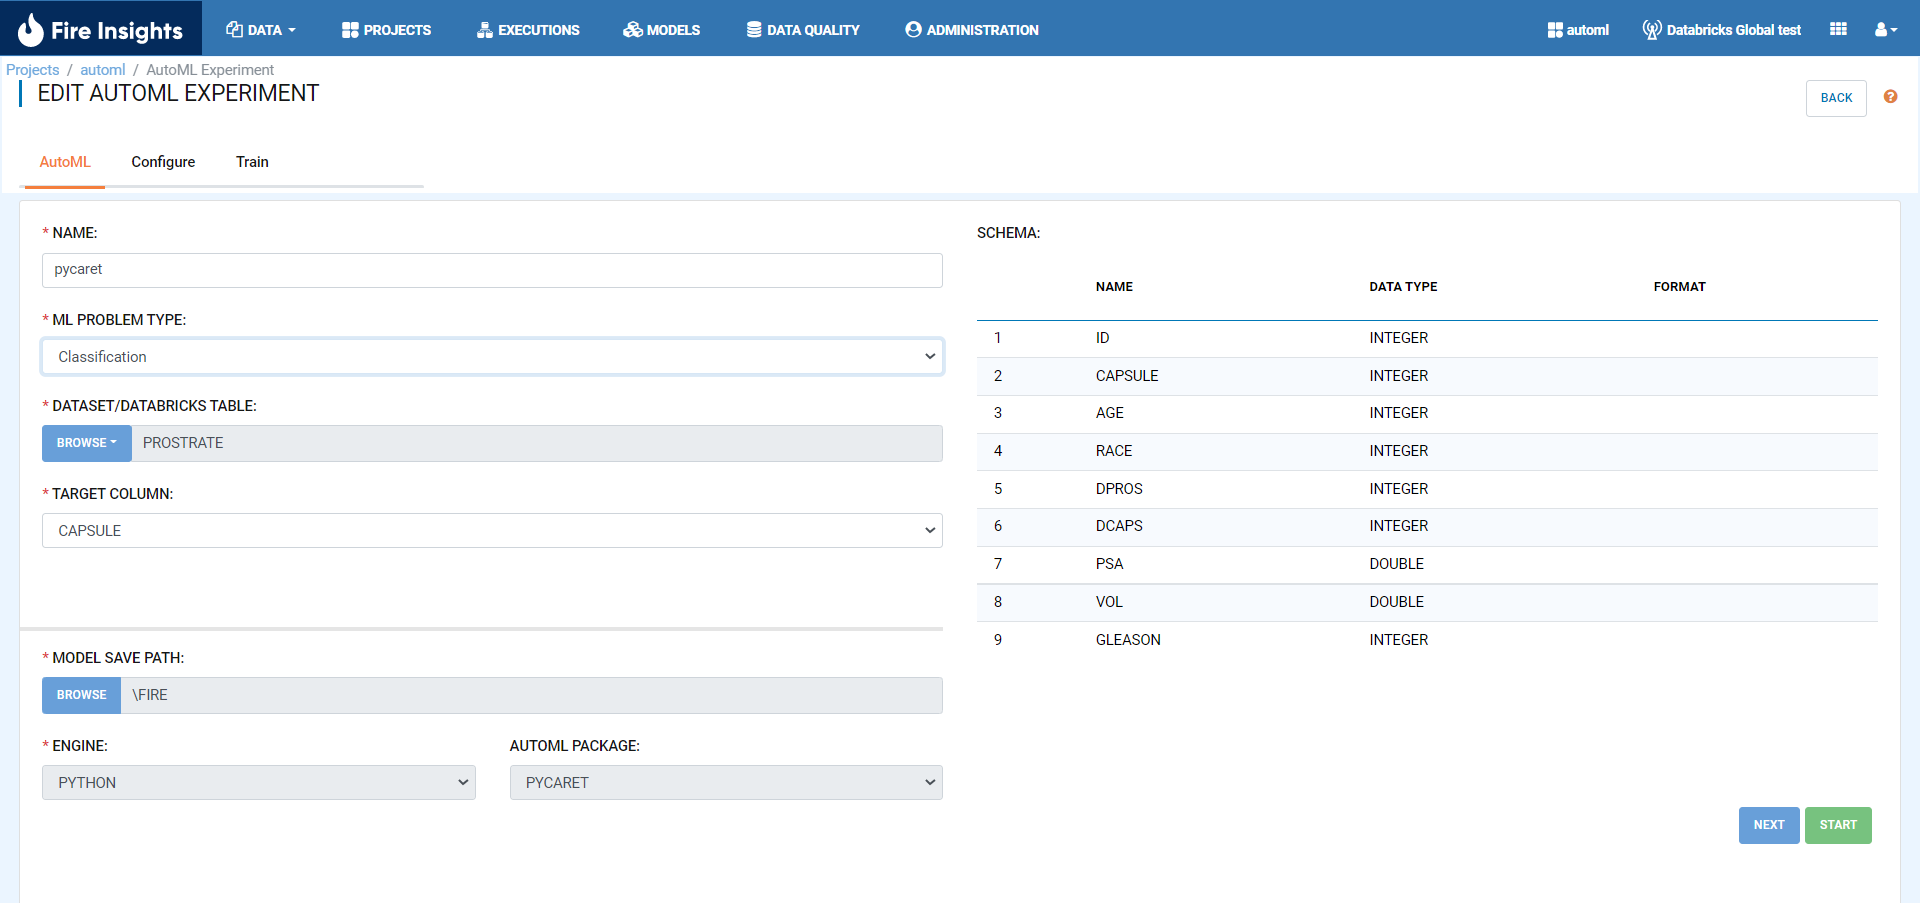 Fire Insights DATA PROJECTS EXECUTIONS MODELS DATA QUALITY ADMINISTRATION automl Databricks Global test
Projects / automl / AutoML Experiment
EDIT AUTOML EXPERIMENT
BACK
AutoML Configure Train
* NAME:
pycaret
* ML PROBLEM TYPE:
Classification
* DATASET/DATABRICKS TABLE:
BROWSE PROSTRATE
* TARGET COLUMN:
CAPSULE
* MODEL SAVE PATH:
BROWSE \FIRE
* ENGINE: AUTOML PACKAGE:
PYTHON PYCARET
SCHEMA:
NAME DATA TYPE FORMAT
1 ID INTEGER
2 CAPSULE INTEGER
3 AGE INTEGER
4 RACE INTEGER
5 DPROS INTEGER
6 DCAPS INTEGER
7 PSA DOUBLE
8 VOL DOUBLE
9 GLEASON INTEGER
NEXT START